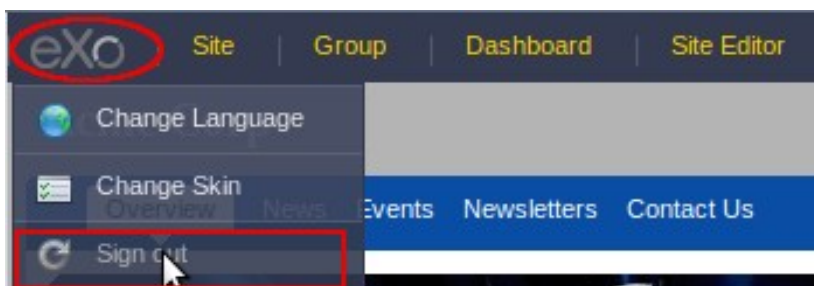 eXo Site Group Dashboard Site Editor
Change Language
Change Skin
Overview News Events Newsletters Contact Us
Sign out